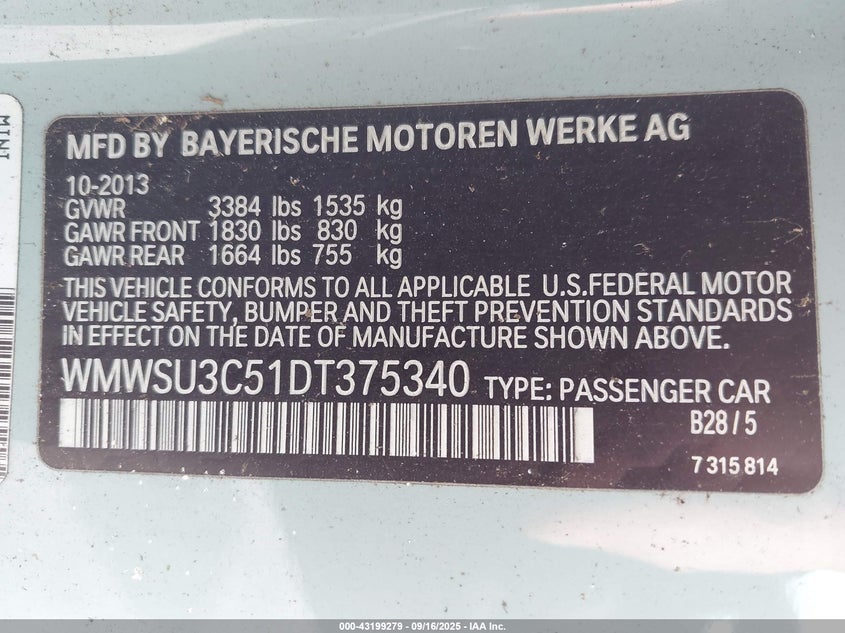 MINI
MFD BY BAYERISCHE MOTOREN WERKE AG
10-2013
GVWR 3384 lbs 1535 kg
GAWR FRONT 1830 lbs 830 kg
GAWR REAR 1664 lbs 755 kg
THIS VEHICLE CONFORMS TO ALL APPLICABLE U.S.FEDERAL MOTOR
VEHICLE SAFETY, BUMPER AND THEFT PREVENTION STANDARDS
IN EFFECT ON THE DATE OF MANUFACTURE SHOWN ABOVE.
WMWSU3C51DT375340 TYPE: PASSENGER CAR
B28 / 5
7 315 814
000-43199279 - 09/16/2025 - IAA Inc.